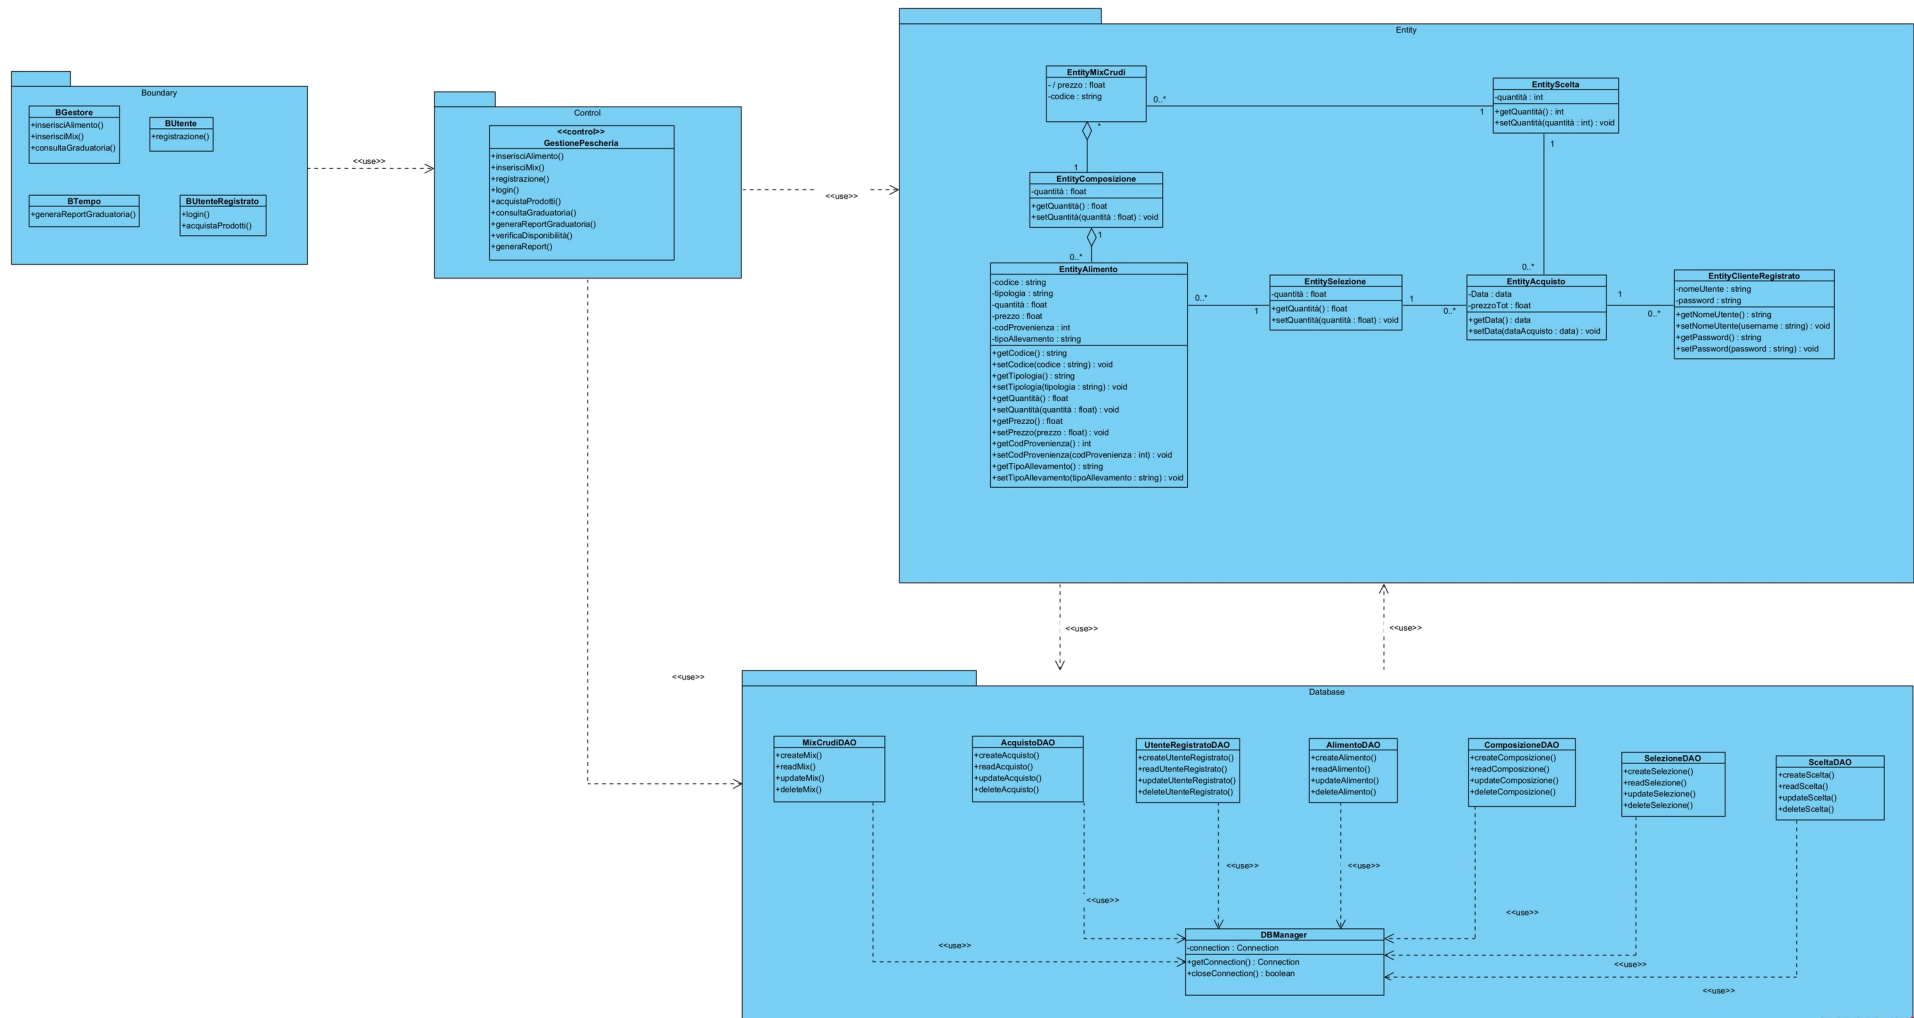 Boundary
BGestore
+inserisciAlimento()
+inserisciMix()
+consultaGraduatoria()
BUtente
+registrazione()
BTempo
+generaReportGraduatoria()
BUtenteRegistrato
+login()
+acquistaProdotti()
<<use>>
Control
<<control>>
GestionePescheria
+inserisciAlimento()
+inserisciMix()
+registrazione()
+login()
+acquistaProdotti()
+consultaGraduatoria()
+generaReportGraduatoria()
+verificaDisponibilità()
+generaReport()
<<use>>
<<use>>
Entity
EntityMixCrudi
- / prezzo : float
-codice : string
0..*
1
*
1
EntityScelta
-quantità : int
+getQuantità() : int
+setQuantità(quantità : int) : void
1
0..*
EntityComposizione
-quantità : float
+getQuantità() : float
+setQuantità(quantità : float) : void
1
0..*
EntityAlimento
-codice : string
-tipologia : string
-quantità : float
-prezzo : float
-codProvenienza : int
-tipoAllevamento : string
+getCodice() : string
+setCodice(codice : string) : void
+getTipologia() : string
+setTipologia(tipologia : string) : void
+getQuantità() : float
+setQuantità(quantità : float) : void
+getPrezzo() : float
+setPrezzo(prezzo : float) : void
+getCodProvenienza() : int
+setCodProvenienza(codProvenienza : int) : void
+getTipoAllevamento() : string
+setTipoAllevamento(tipoAllevamento : string) : void
0..*
1
EntitySelezione
-quantità : float
+getQuantità() : float
+setQuantità(quantità : float) : void
1
0..*
EntityAcquisto
-Data : data
-prezzoTot : float
+getData() : data
+setData(dataAcquisto : data) : void
1
0..*
EntityClienteRegistrato
-nomeUtente : string
-password : string
+getNomeUtente() : string
+setNomeUtente(username : string) : void
+getPassword() : string
+setPassword(password : string) : void
<<use>>
<<use>>
Database
MixCrudiDAO
+createMix()
+readMix()
+updateMix()
+deleteMix()
AcquistoDAO
+createAcquisto()
+readAcquisto()
+updateAcquisto()
+deleteAcquisto()
UtenteRegistratoDAO
+createUtenteRegistrato()
+readUtenteRegistrato()
+updateUtenteRegistrato()
+deleteUtenteRegistrato()
AlimentoDAO
+createAlimento()
+readAlimento()
+updateAlimento()
+deleteAlimento()
ComposizioneDAO
+createComposizione()
+readComposizione()
+updateComposizione()
+deleteComposizione()
SelezioneDAO
+createSelezione()
+readSelezione()
+updateSelezione()
+deleteSelezione()
SceltaDAO
+createScelta()
+readScelta()
+updateScelta()
+deleteScelta()
<<use>>
<<use>>
<<use>>
<<use>>
<<use>>
<<use>>
<<use>>
DBManager
-connection : Connection
+getConnection() : Connection
+closeConnection() : boolean